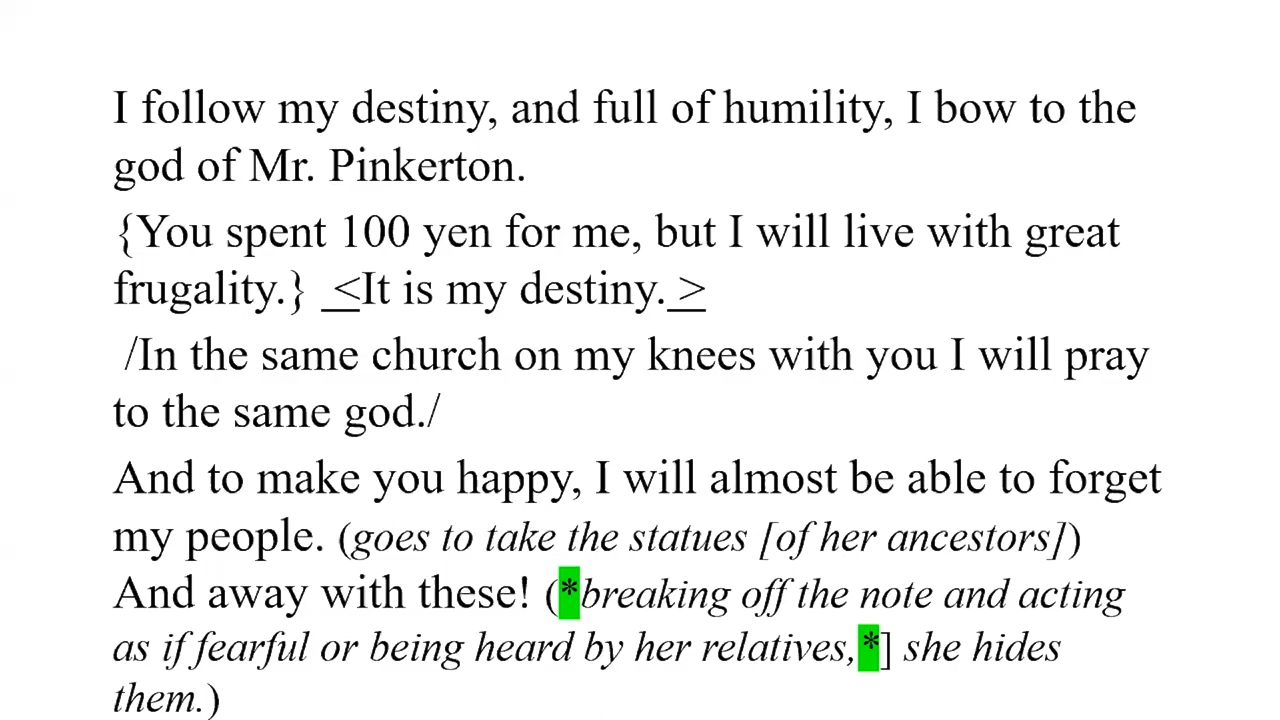 I follow my destiny, and full of humility, I bow to the
god of Mr. Pinkerton.
{You spent 100 yen for me, but I will live with great
frugality.} <It is my destiny. >
/In the same church on my knees with you I will pray
to the same god./
And to make you happy, I will almost be able to forget
my people. (goes to take the statues [of her ancestors])
And away with these! (*breaking off the note and acting
as if fearful or being heard by her relatives,*] she hides
them.)